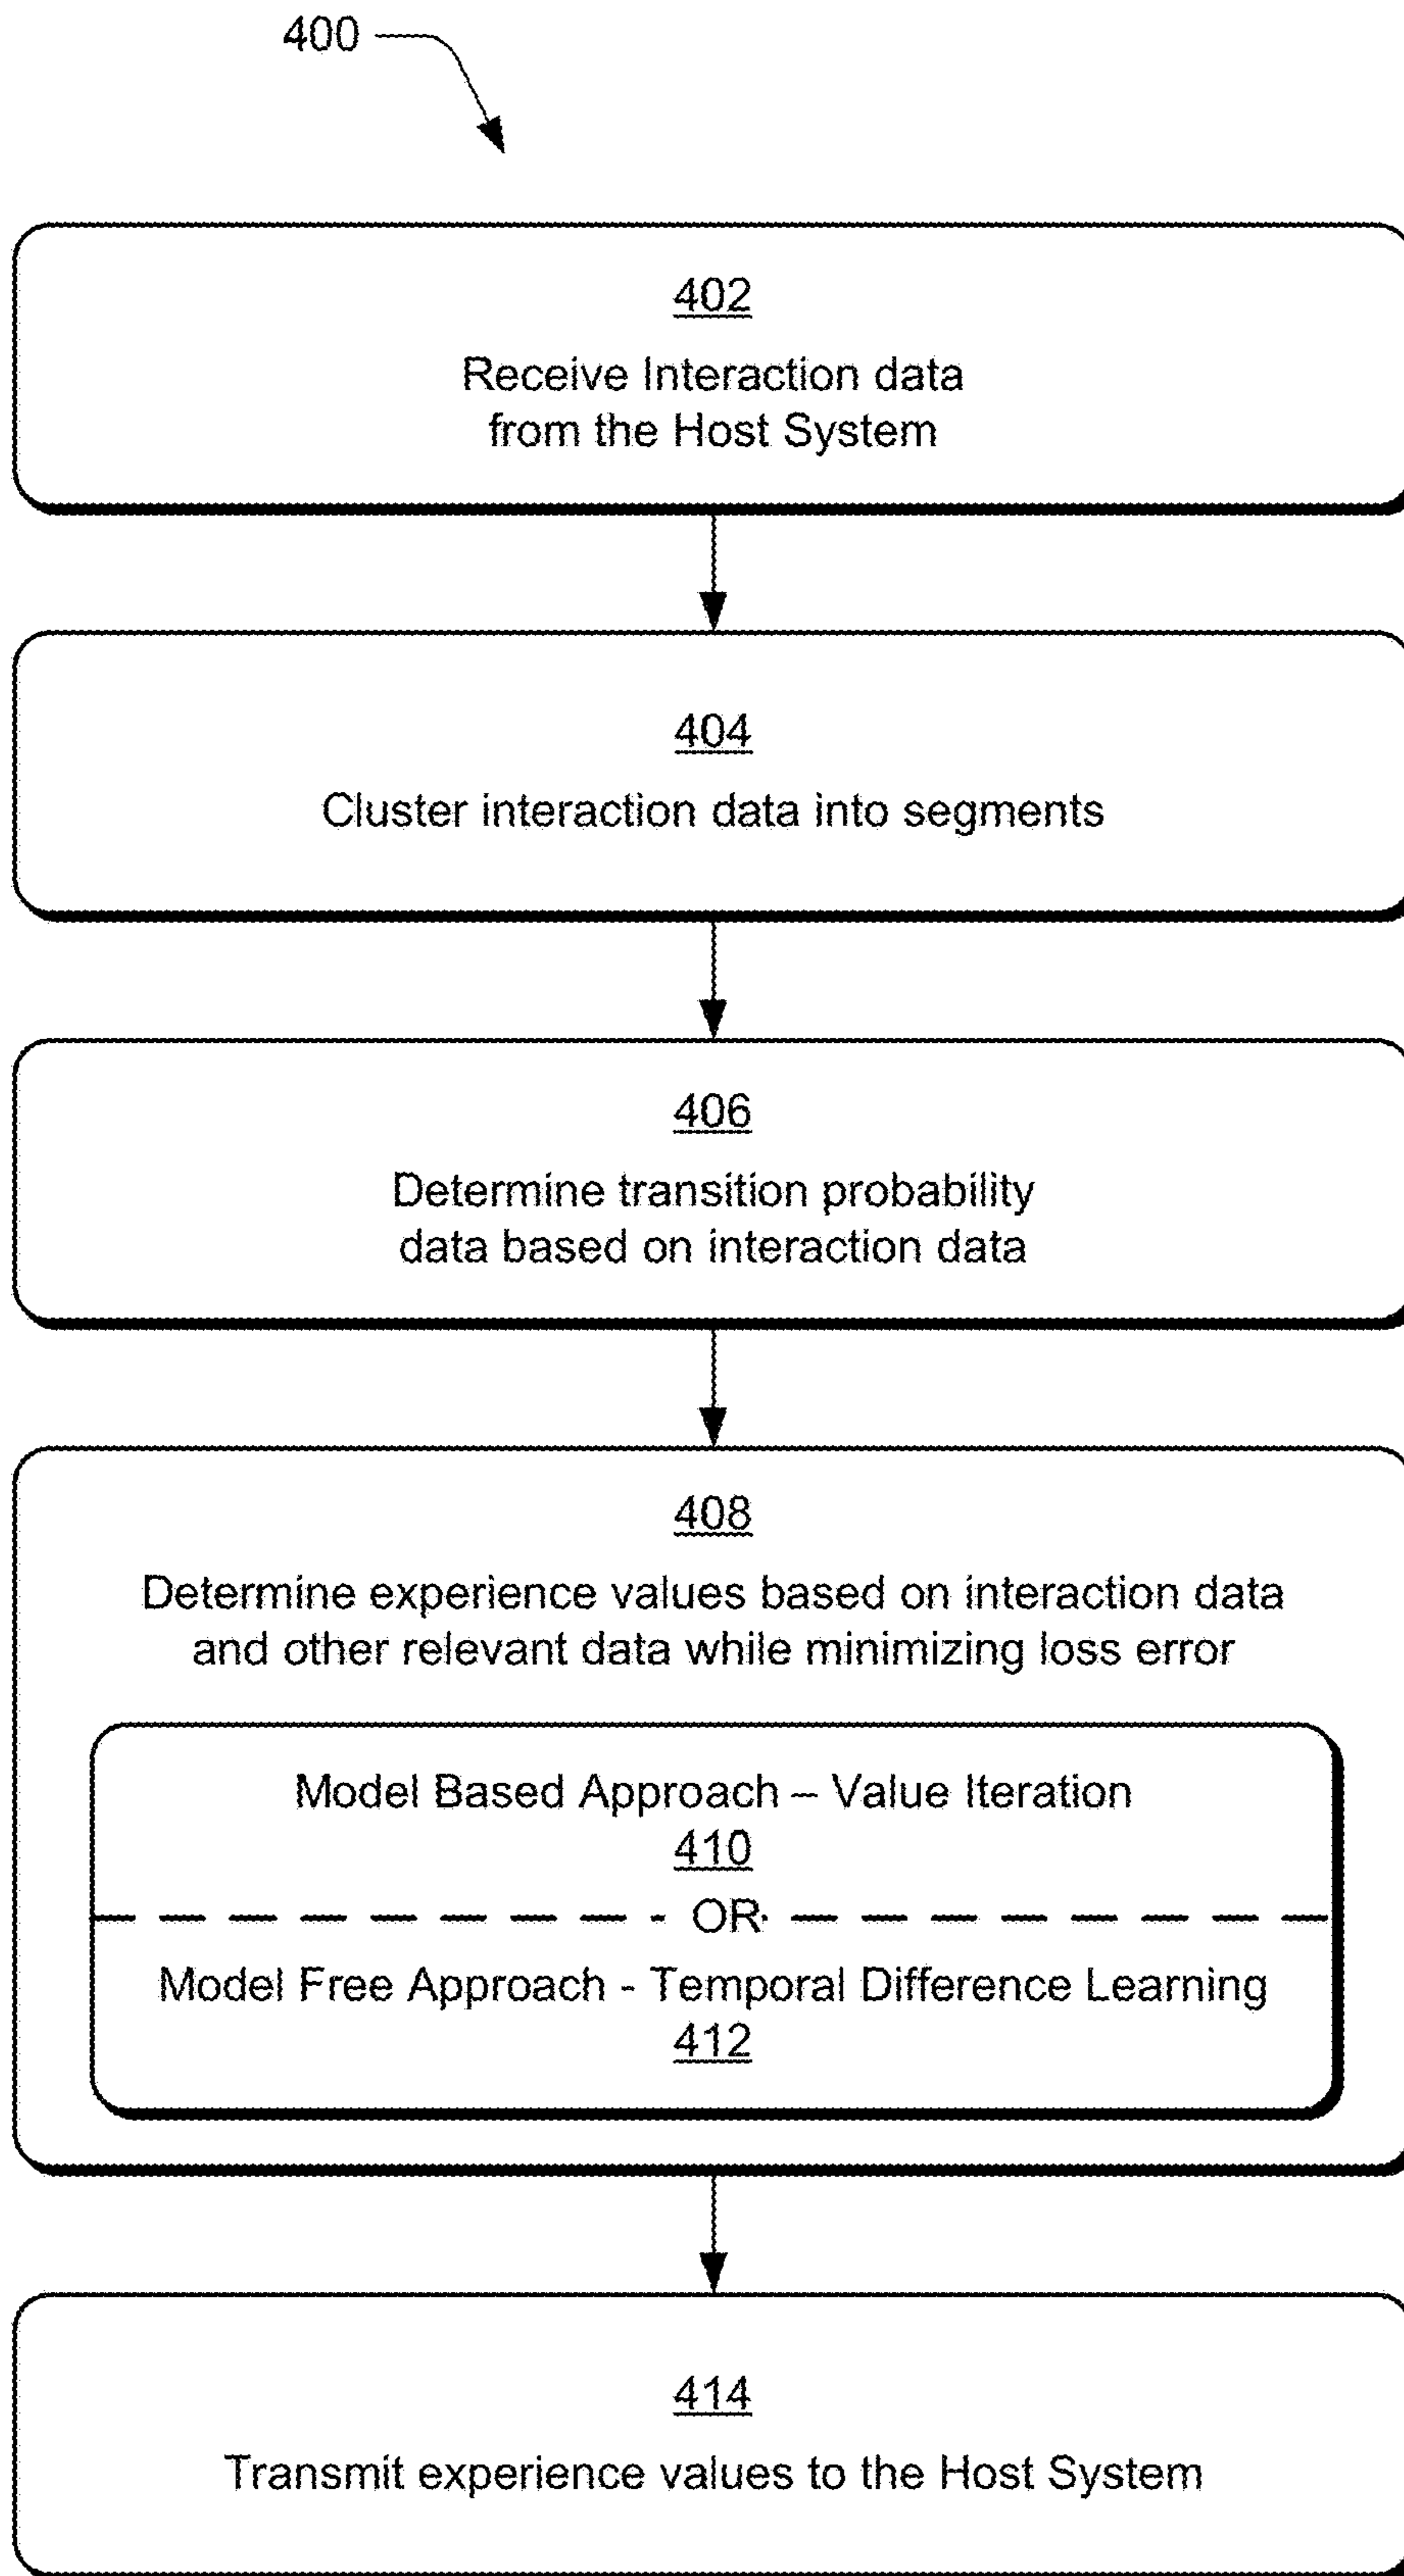 400
402
Receive Interaction data
from the Host System
404
Cluster interaction data into segments
406
Determine transition probability
data based on interaction data
408
Determine experience values based on interaction data
and other relevant data while minimizing loss error
Model Based Approach – Value Iteration
410
OR
Model Free Approach - Temporal Difference Learning
412
414
Transmit experience values to the Host System